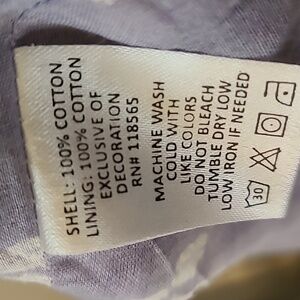 SHELL: 100% COTTON
LINING: 100% COTTON
EXCLUSIVE OF
DECORATION
RN# 118565
MACHINE WASH
COLD WITH
LIKE COLORS
DO NOT BLEACH
TUMBLE DRY LOW
LOW IRON IF NEEDED
30